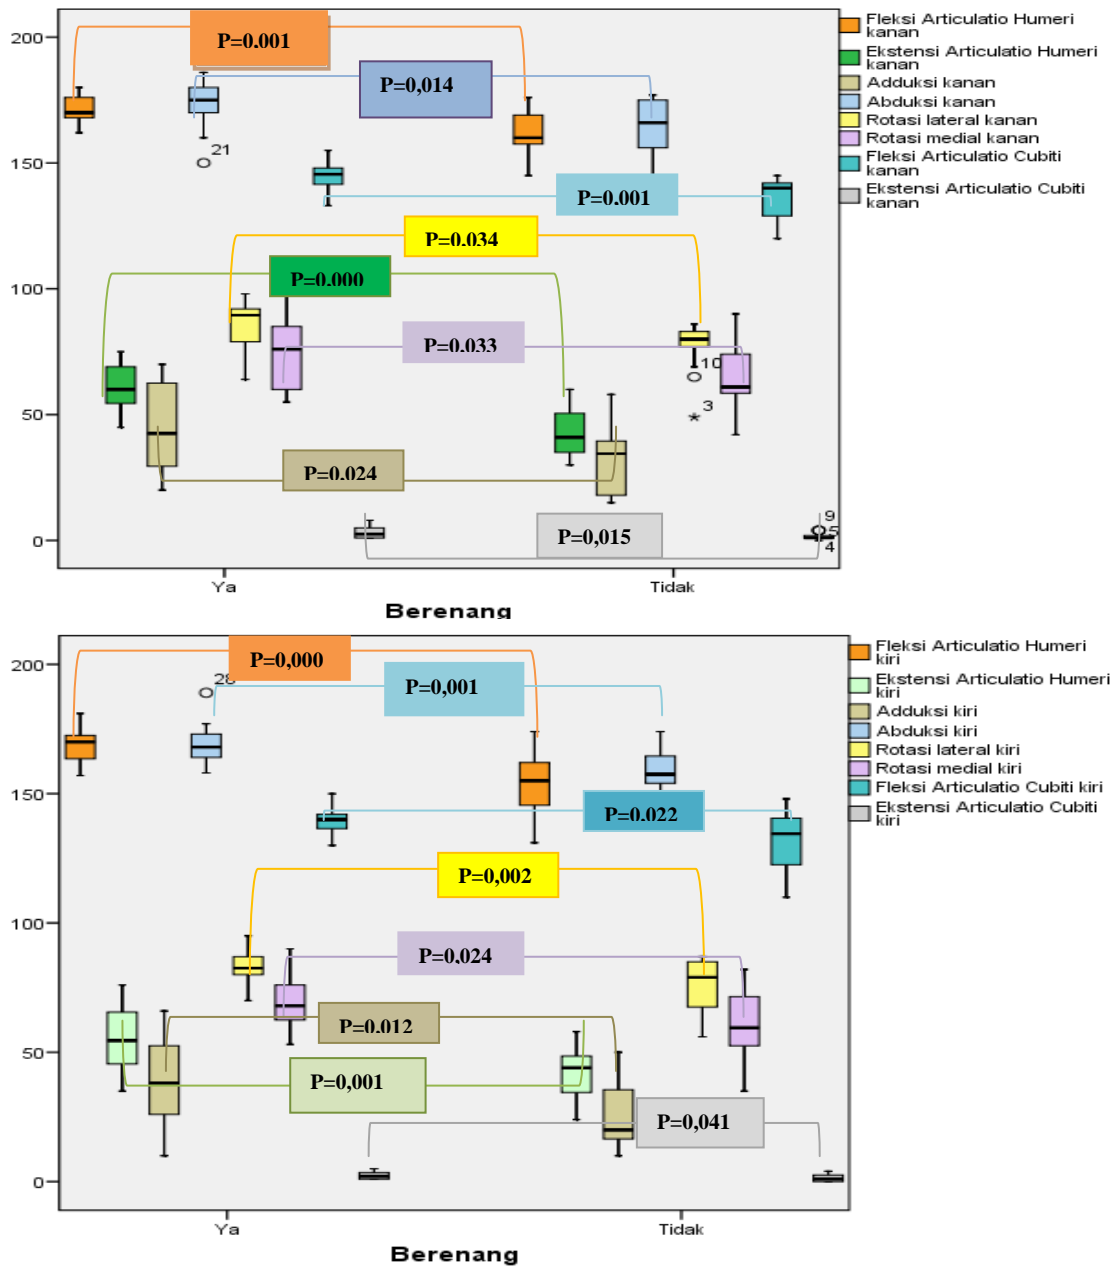 200
150
100
50
0
P=0.001
P=0,014
21
P=0.001
P=0.034
P=0.000
P=0.033
10
3
P=0.024
P=0,015
9
5
4
Ya
Tidak
Berenang
Fleksi Articulatio Humeri
kanan
Ekstensi Articulatio Humeri
kanan
Adduksi kanan
Abduksi kanan
Rotasi lateral kanan
Rotasi medial kanan
Fleksi Articulatio Cubiti
kanan
Ekstensi Articulatio Cubiti
kanan
200
150
100
50
0
P=0,000
28
P=0,001
P=0.022
P=0,002
P=0,024
P=0.012
P=0,001
P=0,041
Ya
Tidak
Berenang
Fleksi Articulatio Humeri
kiri
Ekstensi Articulatio Humeri
kiri
Adduksi kiri
Abduksi kiri
Rotasi lateral kiri
Rotasi medial kiri
Fleksi Articulatio Cubiti kiri
Ekstensi Articulatio Cubiti
kiri